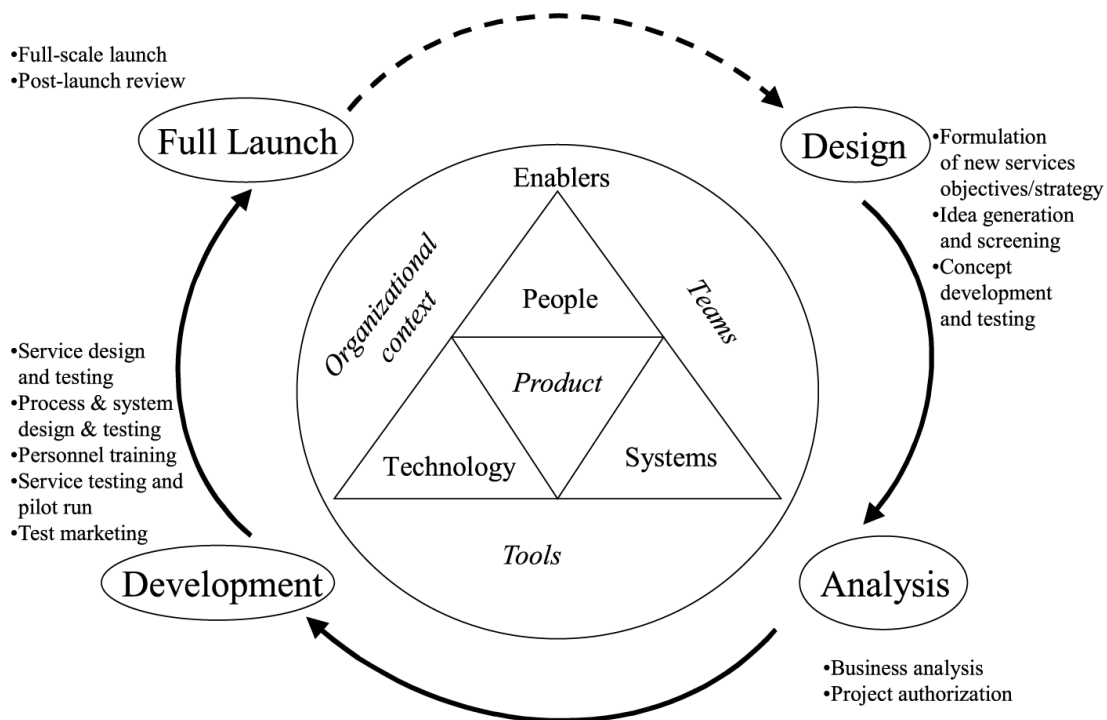 •Full-scale launch
•Post-launch review
Full Launch
Design
•Formulation
of new services
objectives/strategy
•Idea generation
and screening
•Concept
development
and testing
Enablers
Organizational
context
Teams
People
Product
Technology
Systems
Tools
•Service design
and testing
•Process & system
design & testing
•Personnel training
•Service testing and
pilot run
•Test marketing
Development
Analysis
•Business analysis
•Project authorization